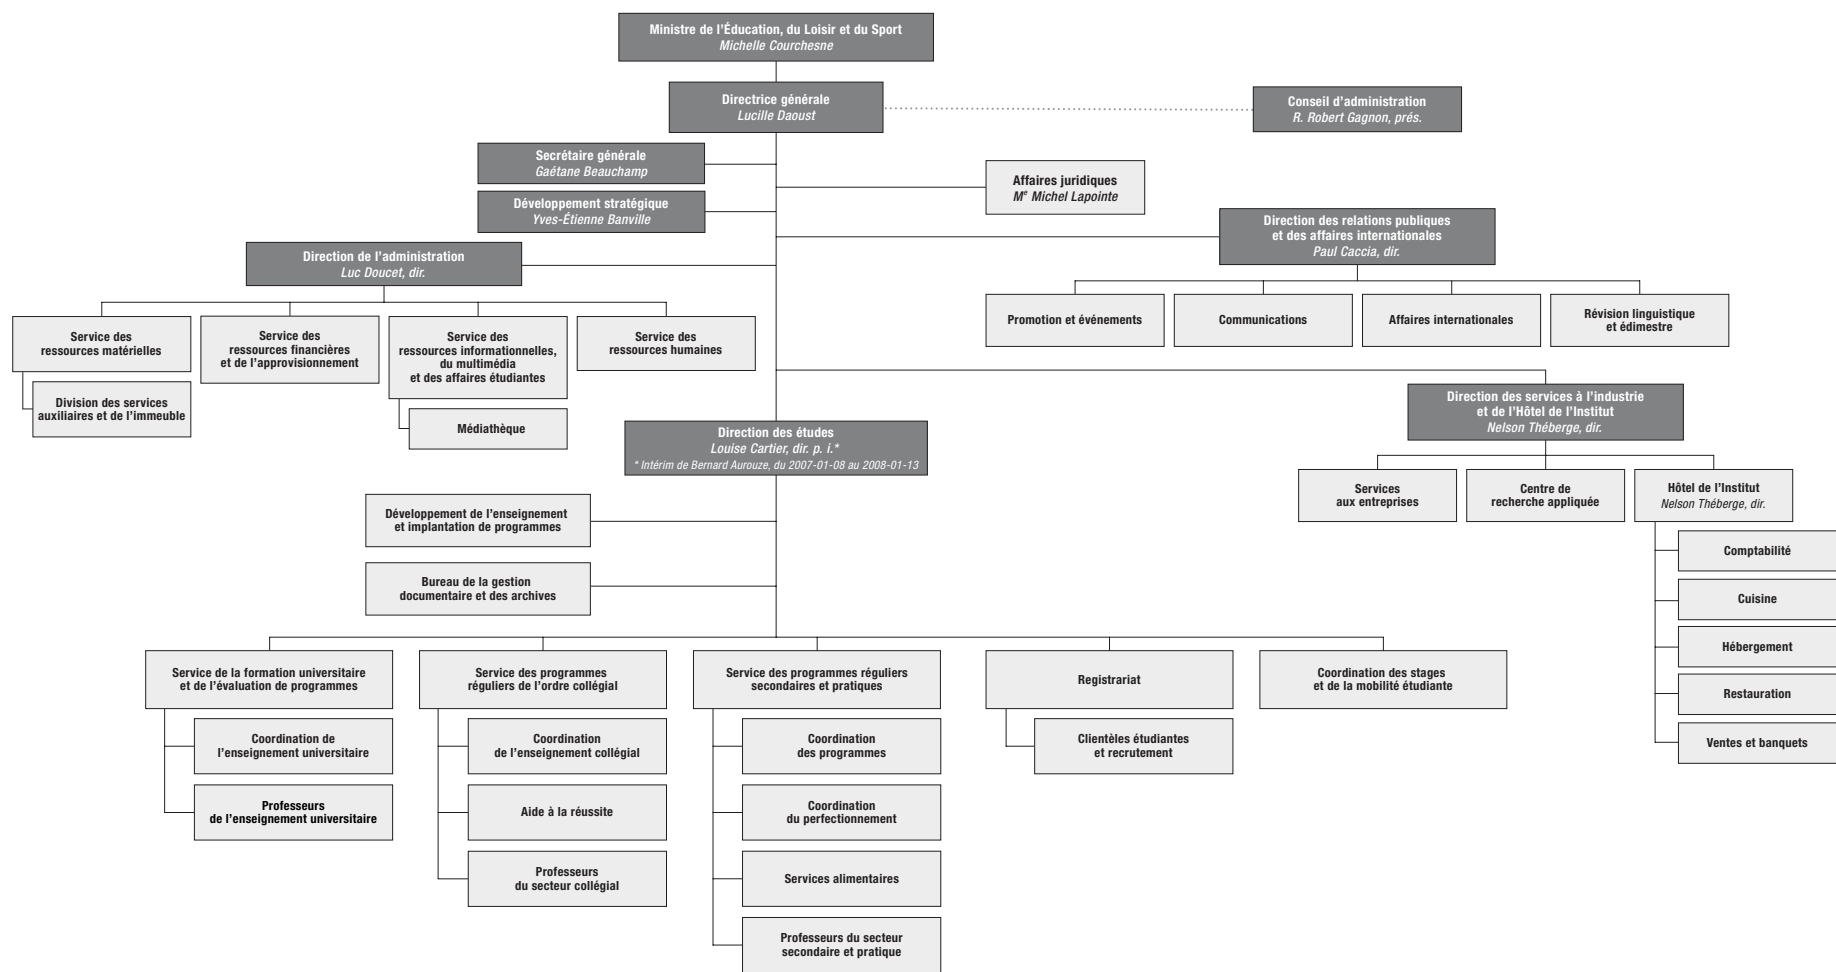 Ministre de l'Éducation, du Loisir et du Sport
Michelle Courchesne
Directrice générale
Lucille Daoust
Conseil d'administration
R. Robert Gagnon, prés.
Secrétaire générale
Gaétane Beauchamp
Affaires juridiques
Me Michel Lapointe
Développement stratégique
Yves-Étienne Banville
Direction des relations publiques
et des affaires internationales
Paul Caccia, dir.
Direction de l'administration
Luc Doucet, dir.
Promotion et événements
Communications
Affaires internationales
Révision linguistique
et édimestre
Service des
ressources matérielles
Service des
ressources financières
et de l'approvisionnement
Service des
ressources informationnelles,
du multimédia
et des affaires étudiantes
Service des
ressources humaines
Division des services
auxiliaires et de l'immeuble
Médiathèque
Direction des services à l'industrie
et de l'Hôtel de l'Institut
Nelson Théberge, dir.
Direction des études
Louise Cartier, dir. p. i.*
* Intérim de Bernard Aurouze, du 2007-01-08 au 2008-01-13
Services
aux entreprises
Centre de
recherche appliquée
Hôtel de l'Institut
Nelson Théberge, dir.
Comptabilité
Cuisine
Hébergement
Restauration
Ventes et banquets
Développement de l'enseignement
et implantation de programmes
Bureau de la gestion
documentaire et des archives
Service de la formation universitaire
et de l'évaluation de programmes
Coordination de
l'enseignement universitaire
Professeurs
de l'enseignement universitaire
Service des programmes
réguliers de l'ordre collégial
Coordination
de l'enseignement collégial
Aide à la réussite
Professeurs
du secteur collégial
Service des programmes réguliers
secondaires et pratiques
Coordination
des programmes
Coordination
du perfectionnement
Services alimentaires
Professeurs du secteur
secondaire et pratique
Registrariat
Clientèles étudiantes
et recrutement
Coordination des stages
et de la mobilité étudiante